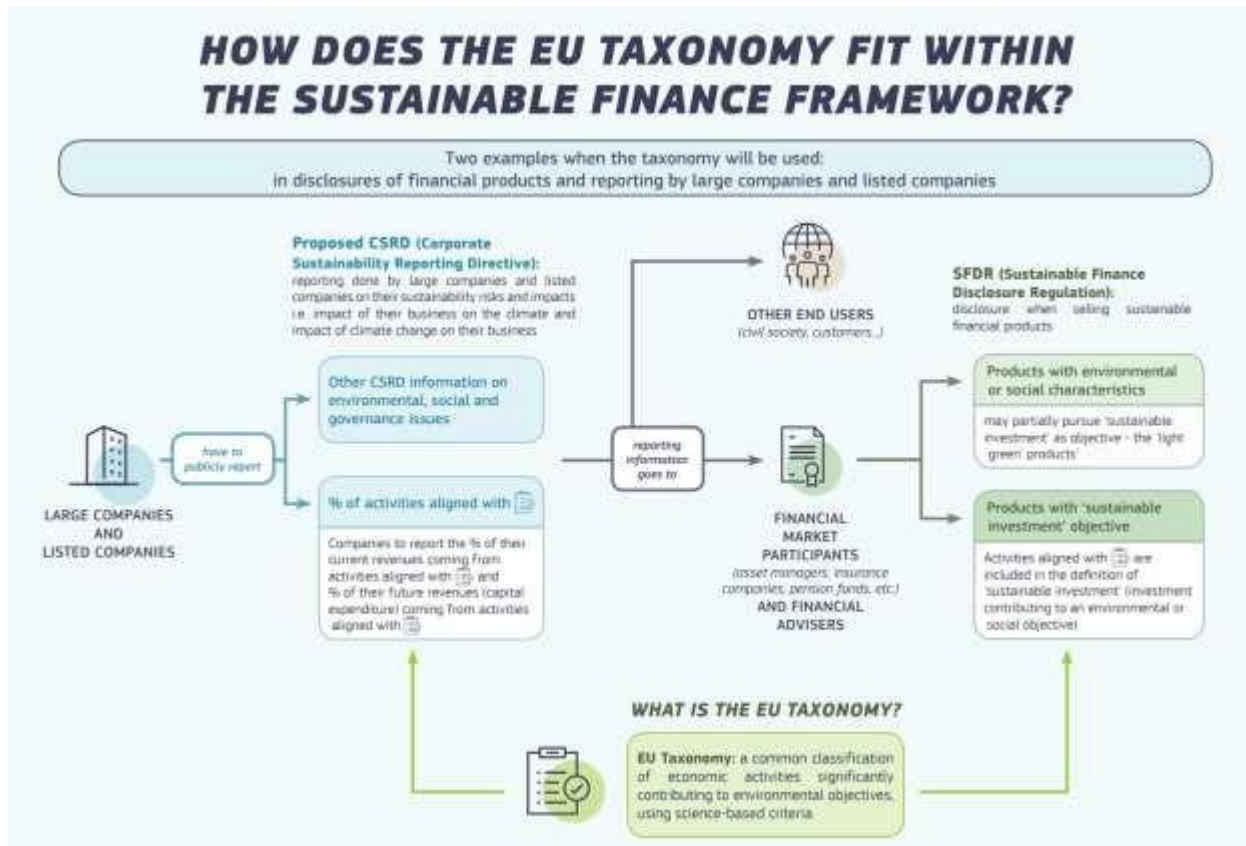 HOW DOES THE EU TAXONOMY FIT WITHIN
THE SUSTAINABLE FINANCE FRAMEWORK?
Two examples when the taxonomy will be used:
in disclosures of financial products and reporting by large companies and listed companies
Proposed CSRD (Corporate
Sustainability Reporting Directive):
reporting done by large companies and listed
companies on their sustainability risks and impacts
i.e. impact of their business on the climate and
impact of climate change on their business
LARGE COMPANIES
AND
LISTED COMPANIES
have to
publicly report
Other CSRD information on
environmental, social and
governance issues
% of activities aligned with
Companies to report the % of their
current revenues coming from
activities aligned with and
% of their future revenues (capital
expenditure) coming from activities
aligned with
reporting
information
goes to
OTHER END USERS
(civil society, customers...)
FINANCIAL
MARKET
PARTICIPANTS
(asset managers, insurance
companies, pension funds, etc.)
AND FINANCIAL
ADVISERS
SFDR (Sustainable Finance
Disclosure Regulation):
disclosure when selling sustainable
financial products
Products with environmental
or social characteristics
may partially pursue 'sustainable
investment' as objective - the 'light
green' products'
Products with 'sustainable
investment' objective
Activities aligned with are
included in the definition of
'sustainable investment' (investment
contributing to an environmental or
social objective)
WHAT IS THE EU TAXONOMY?
EU Taxonomy: a common classification
of economic activities significantly
contributing to environmental objectives,
using science-based criteria